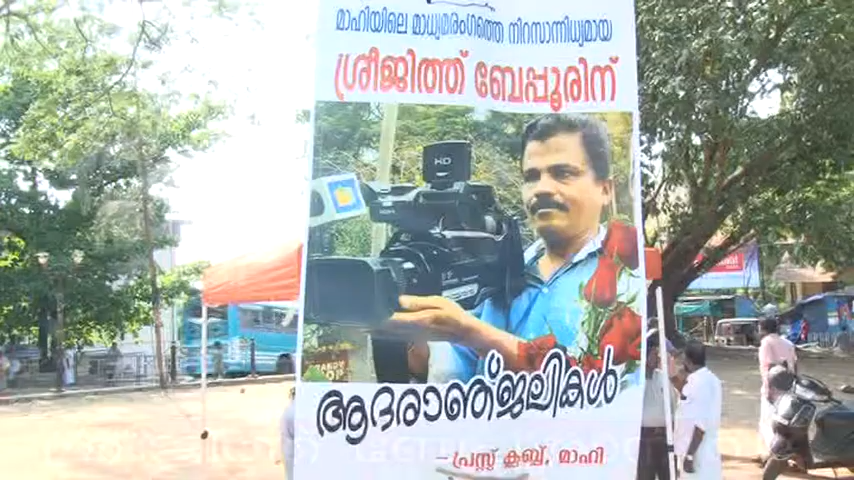 മാഹിയിലെ മാധ്യമരംഗത്തെ നിറസാന്നിധ്യമായ
ശ്രീജിത്ത് ബേപ്പൂരിന്
HD
ആദരാഞ്ജലികൾ
-പ്രസ്സ് ക്ലബ്ബ്, മാഹി